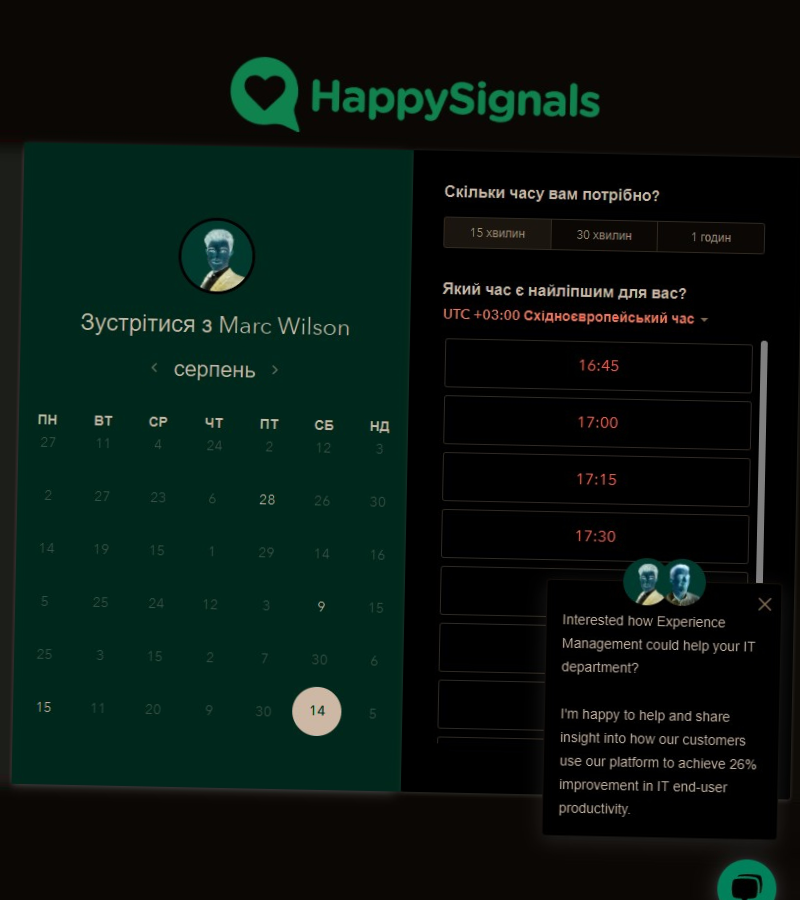 HappySignals
Зустрітися з Marc Wilson
серпень
ПН ВТ СР ЧТ ПТ СБ НД
27 11 4 24 2 12 3
2 27 23 6 28 26 30
14 19 15 1 29 14 16
5 25 24 12 3 9 15
25 3 15 2 7 30 6
15 11 20 9 30 14 5
Скільки часу вам потрібно?
15 хвилин 30 хвилин 1 годин
Який час є найліпшим для вас?
UTC +03:00 Східноєвропейський час
16:45
17:00
17:15
17:30
Interested how Experience
Management could help your IT
department?
I'm happy to help and share
insight into how our customers
use our platform to achieve 26%
improvement in IT end-user
productivity.